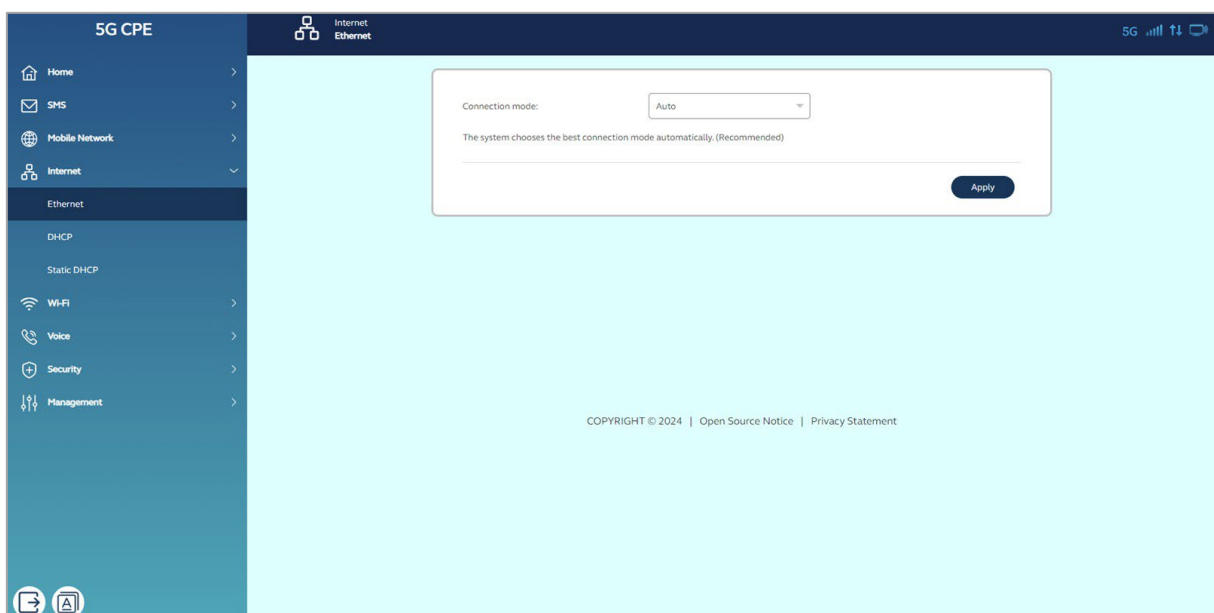 5G CPE
Internet
Ethernet
5G
Home
SMS
Mobile Network
Internet
Ethernet
DHCP
Static DHCP
Wi-Fi
Voice
Security
Management
Connection mode:
Auto
The system chooses the best connection mode automatically. (Recommended)
Apply
COPYRIGHT © 2024 | Open Source Notice | Privacy Statement
A